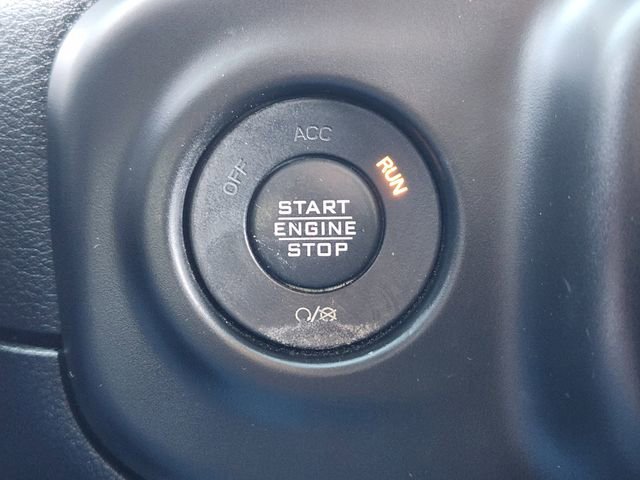 OFF
ACC
RUN
START
ENGINE
STOP